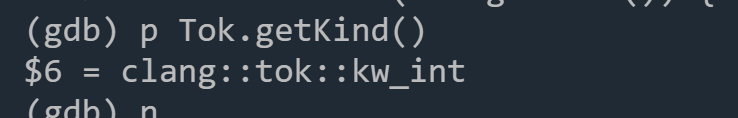 (gdb) p Tok.getKind()
$6 = clang::tok::kw_int
(gdb) n